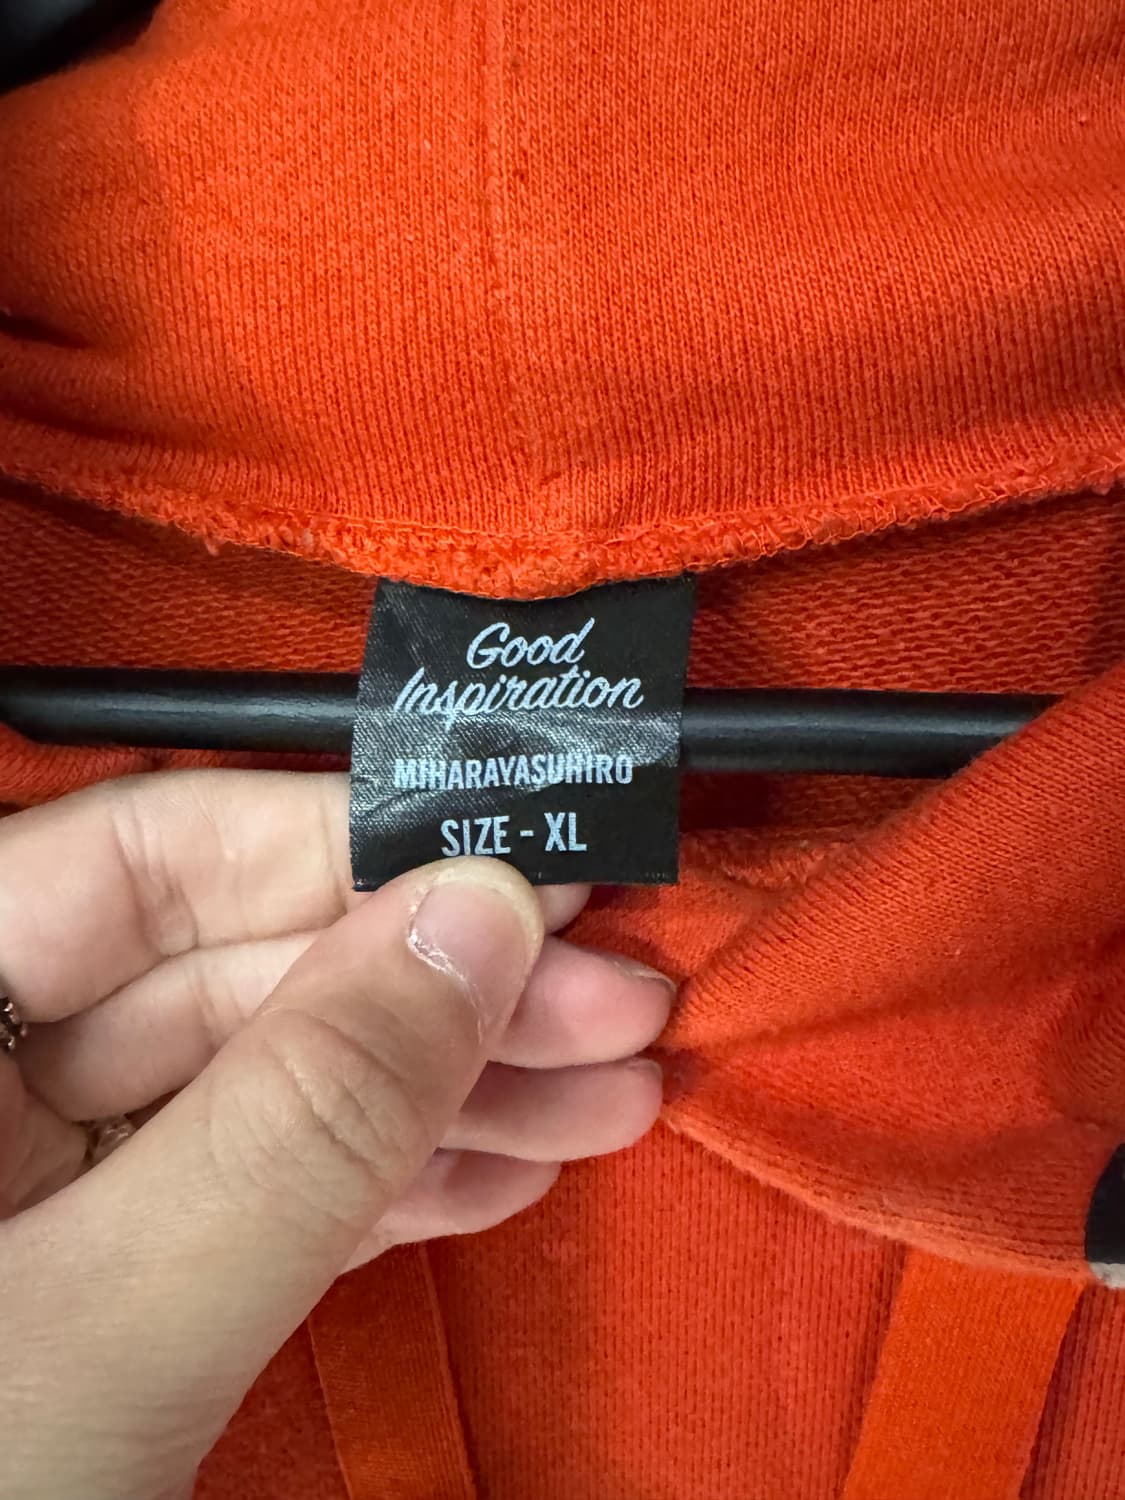 Good
Inspiration
MIHARAYASUHIRO
SIZE - XL